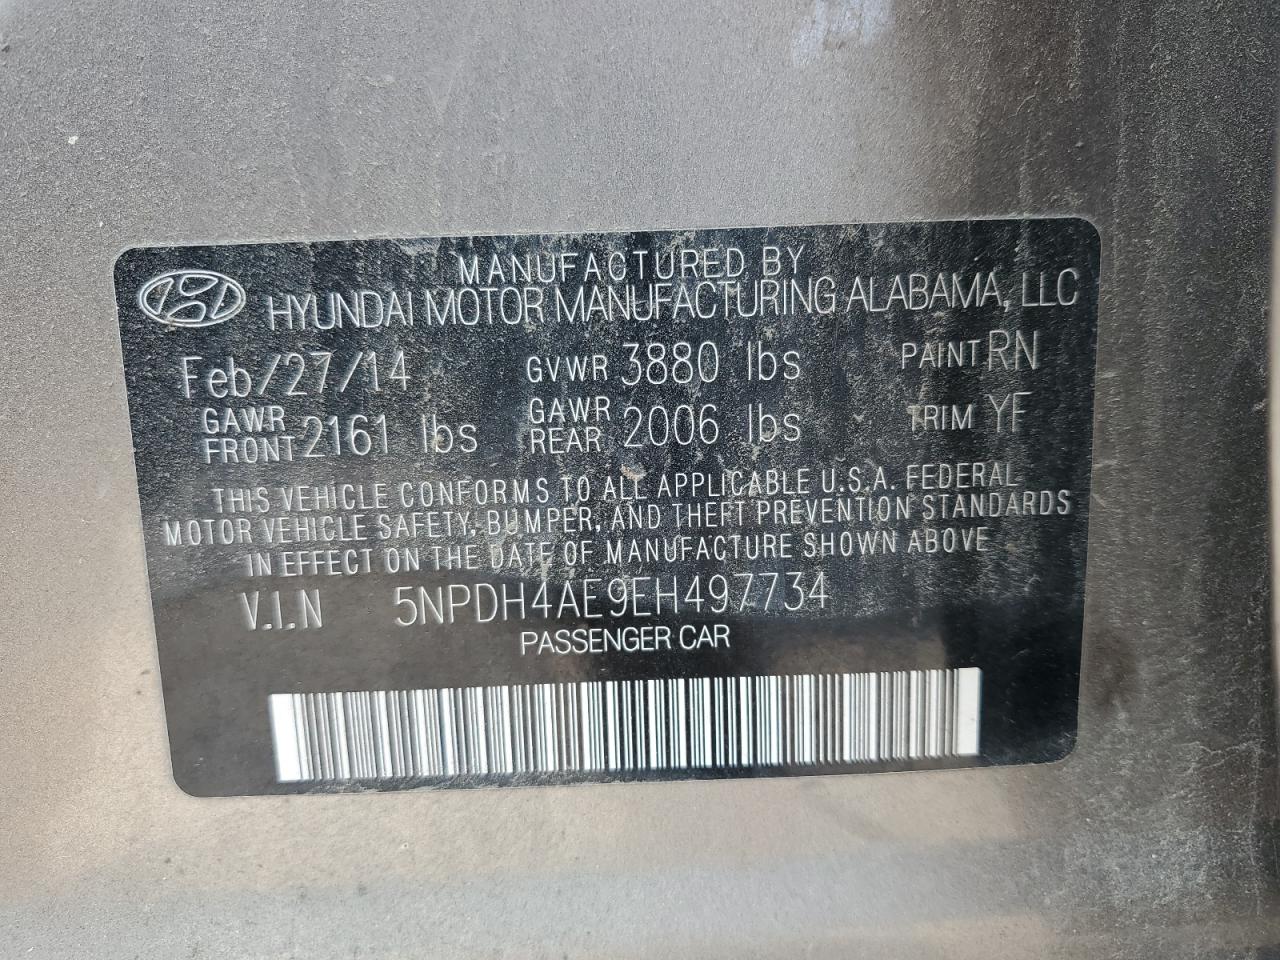 MANUFACTURED BY
HYUNDAI MOTOR MANUFACTURING ALABAMA, LLC
Feb/27/14 GVWR 3880 lbs PAINT RN
GAWR FRONT 2161 lbs GAWR REAR 2006 lbs TRIM YF
THIS VEHICLE CONFORMS TO ALL APPLICABLE U.S.A. FEDERAL
MOTOR VEHICLE SAFETY, BUMPER, AND THEFT PREVENTION STANDARDS
IN EFFECT ON THE DATE OF MANUFACTURE SHOWN ABOVE
V.I.N 5NPDH4AE9EH497734
PASSENGER CAR